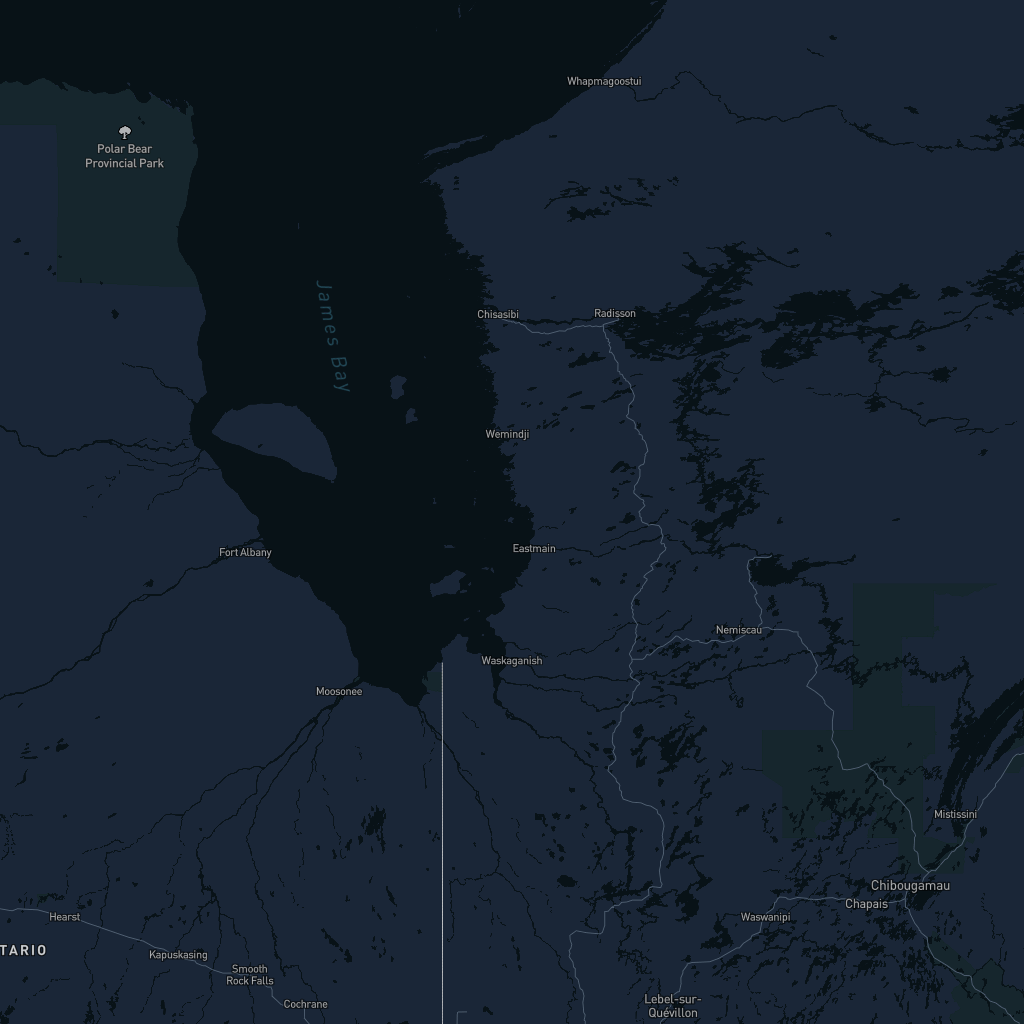 Whapmagoostui
Polar Bear
Provincial Park
James Bay
Chisasibi
Radisson
Wemindji
Eastmain
Fort Albany
Nemiscau
Waskaganish
Moosonee
Mistissini
Chibougamau
Chapais
Hearst
Waswanipi
TARIO
Kapuskasing
Smooth
Rock Falls
Lebel-sur-
Quévillon
Cochrane